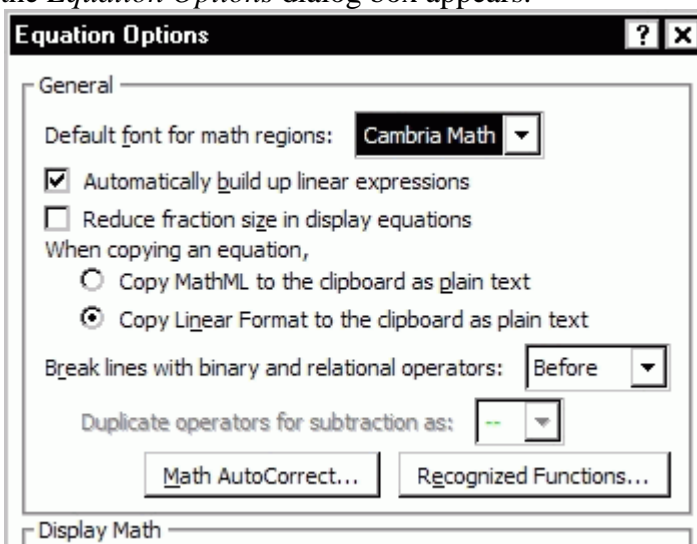 the Equation Options dialog box appears.
Equation Options
General
Default font for math regions: Cambria Math
Automatically build up linear expressions
Reduce fraction size in display equations
When copying an equation,
Copy MathML to the clipboard as plain text
Copy Linear Format to the clipboard as plain text
Break lines with binary and relational operators: Before
Duplicate operators for subtraction as: --
Math AutoCorrect... Recognized Functions...
Display Math